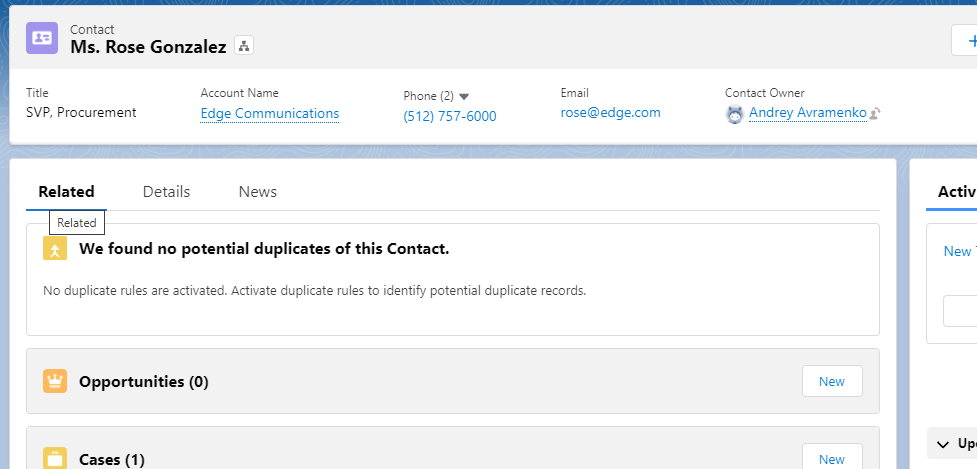 Contact
Ms. Rose Gonzalez
Title
SVP, Procurement
Account Name
Edge Communications
Phone (2)
(512) 757-6000
Email
rose@edge.com
Contact Owner
Andrey Avramenko
Related Details News
Related
We found no potential duplicates of this Contact.
No duplicate rules are activated. Activate duplicate rules to identify potential duplicate records.
Opportunities (0) New
Cases (1) New
Activ
New
Upc